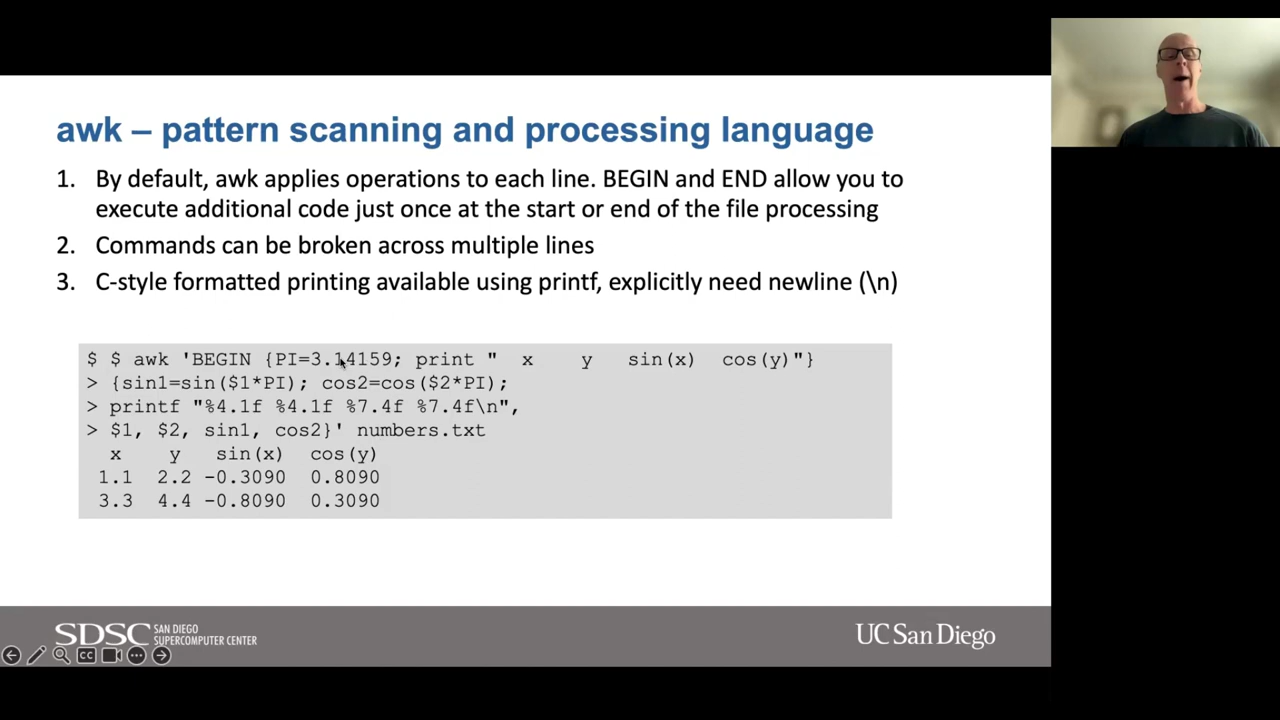 awk – pattern scanning and processing language
1. By default, awk applies operations to each line. BEGIN and END allow you to
execute additional code just once at the start or end of the file processing
2. Commands can be broken across multiple lines
3. C-style formatted printing available using printf, explicitly need newline (\n)
$ $ awk 'BEGIN {PI=3.14159; print "  x    y   sin(x)  cos(y)"}
> {sin1=sin($1*PI); cos2=cos($2*PI);
> printf "%4.1f %4.1f %7.4f %7.4f\n",
> $1, $2, sin1, cos2}' numbers.txt
  x    y   sin(x)  cos(y)
 1.1  2.2 -0.3090  0.8090
 3.3  4.4 -0.8090  0.3090
SDSC SAN DIEGO
SUPERCOMPUTER CENTER
UC San Diego
CC